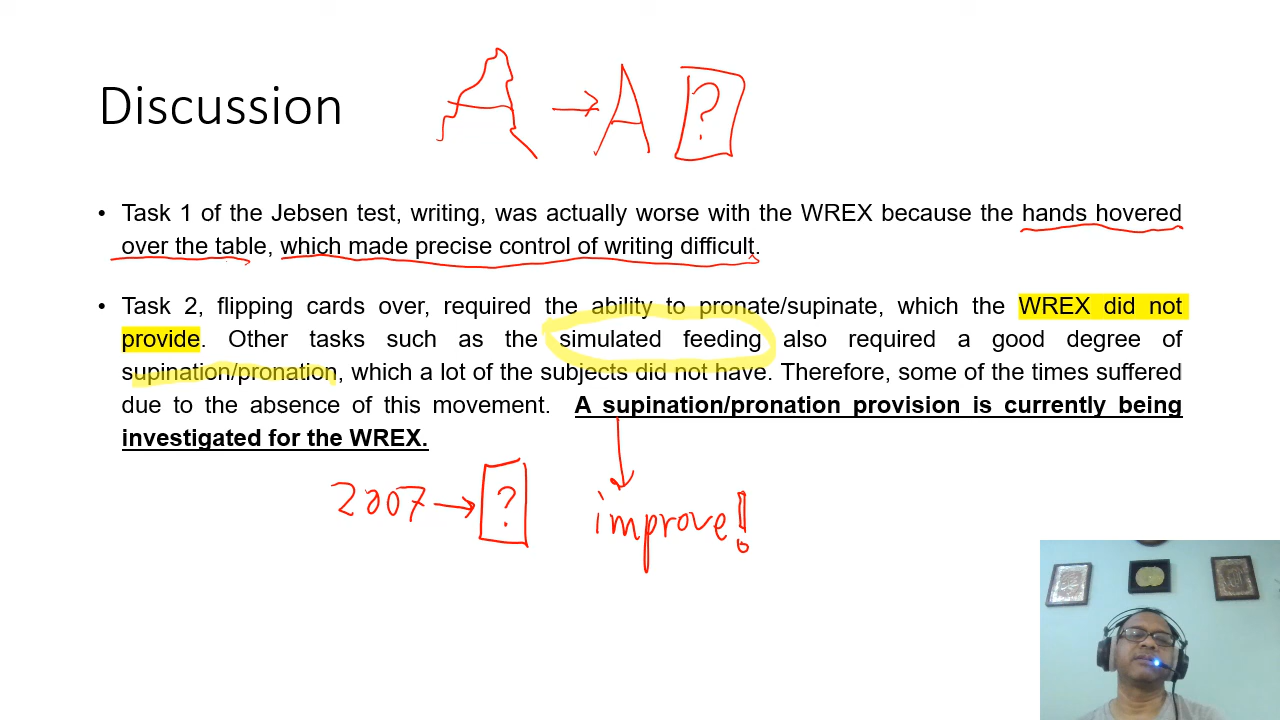 A → A ?
Discussion
• Task 1 of the Jebsen test, writing, was actually worse with the WREX because the hands hovered
over the table, which made precise control of writing difficult.
• Task 2, flipping cards over, required the ability to pronate/supinate, which the WREX did not
provide. Other tasks such as the simulated feeding also required a good degree of
supination/pronation, which a lot of the subjects did not have. Therefore, some of the times suffered
due to the absence of this movement. A supination/pronation provision is currently being
investigated for the WREX.
2007 → ? improve!